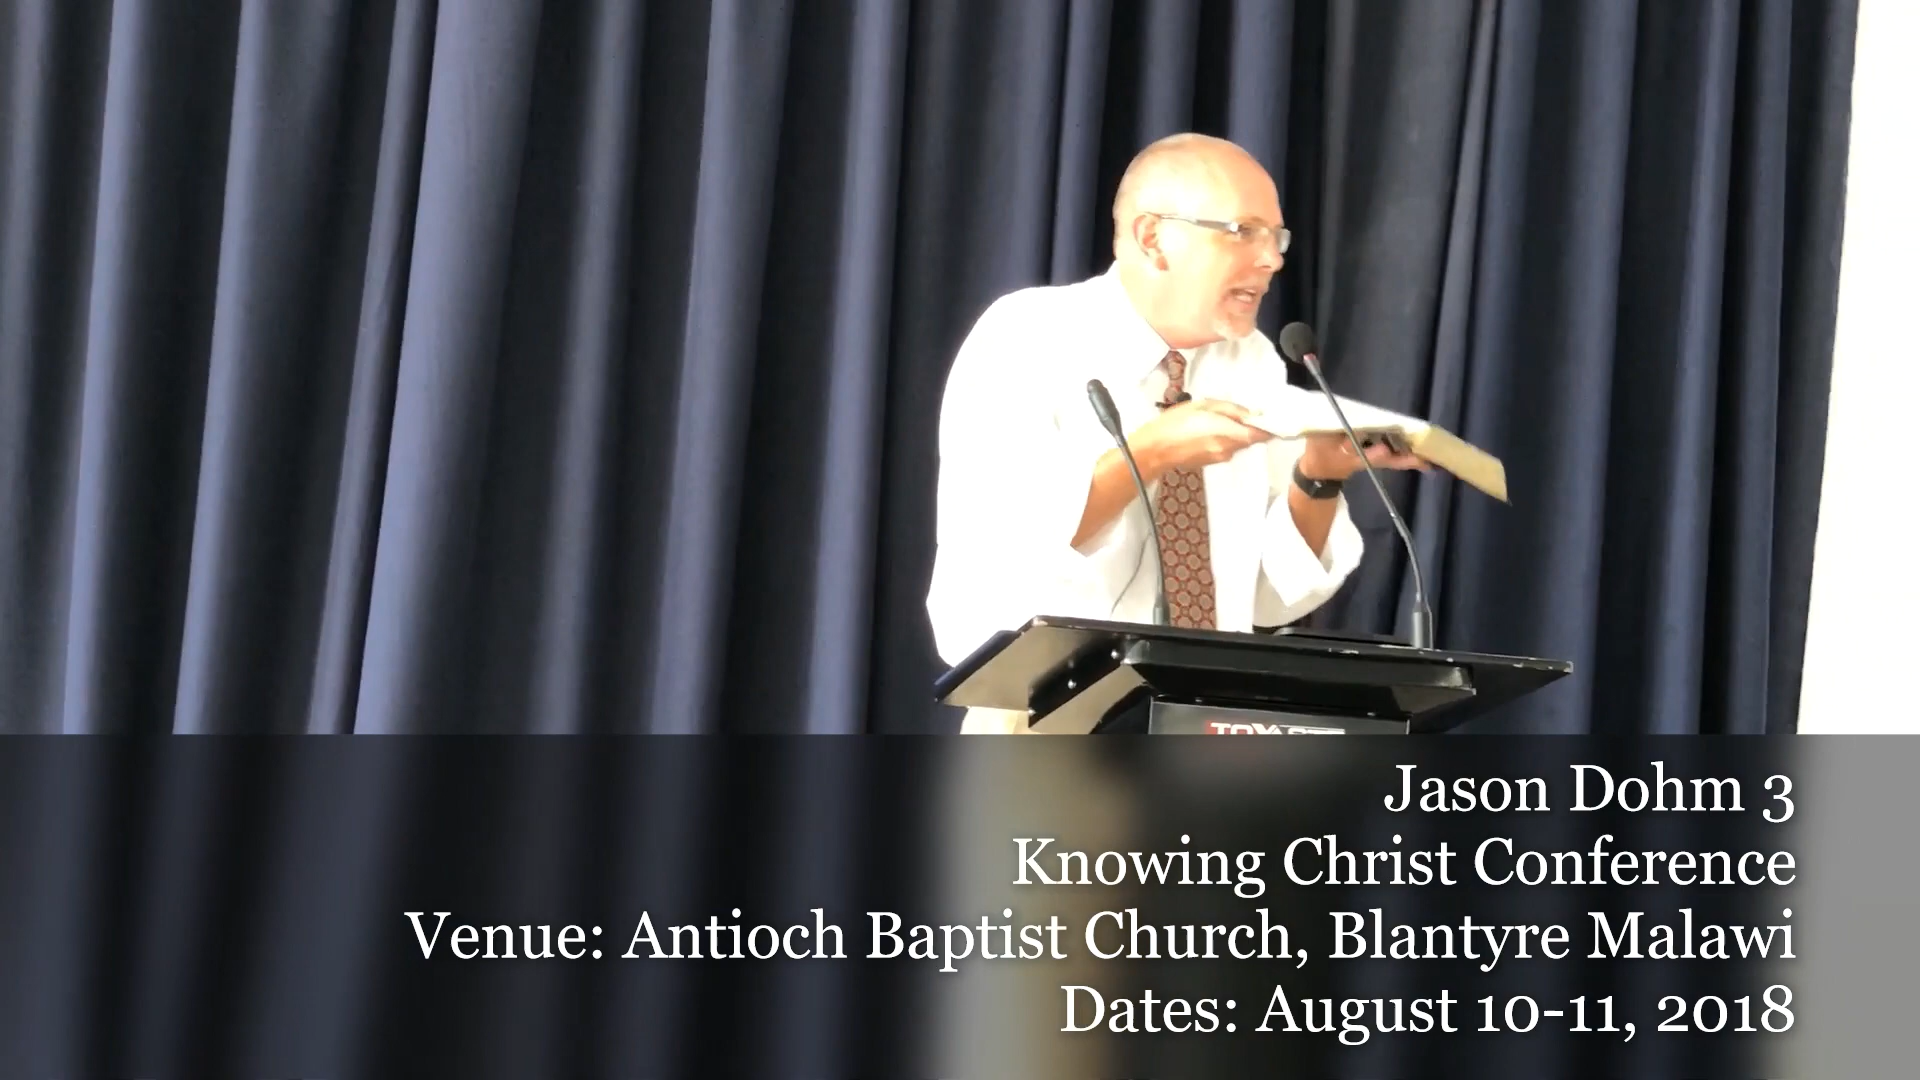 Jason Dohm 3
Knowing Christ Conference
Venue: Antioch Baptist Church, Blantyre Malawi
Dates: August 10-11, 2018